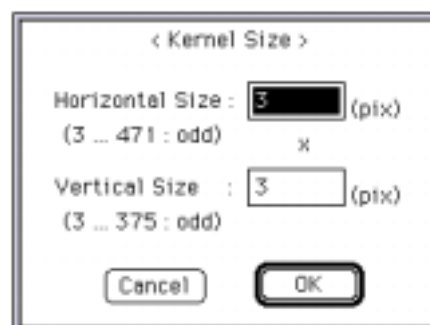 < Kernel Size >
Horizontal Size : 3 (pix)
(3 ... 471 : odd)
x
Vertical Size : 3 (pix)
(3 ... 375 : odd)
Cancel OK